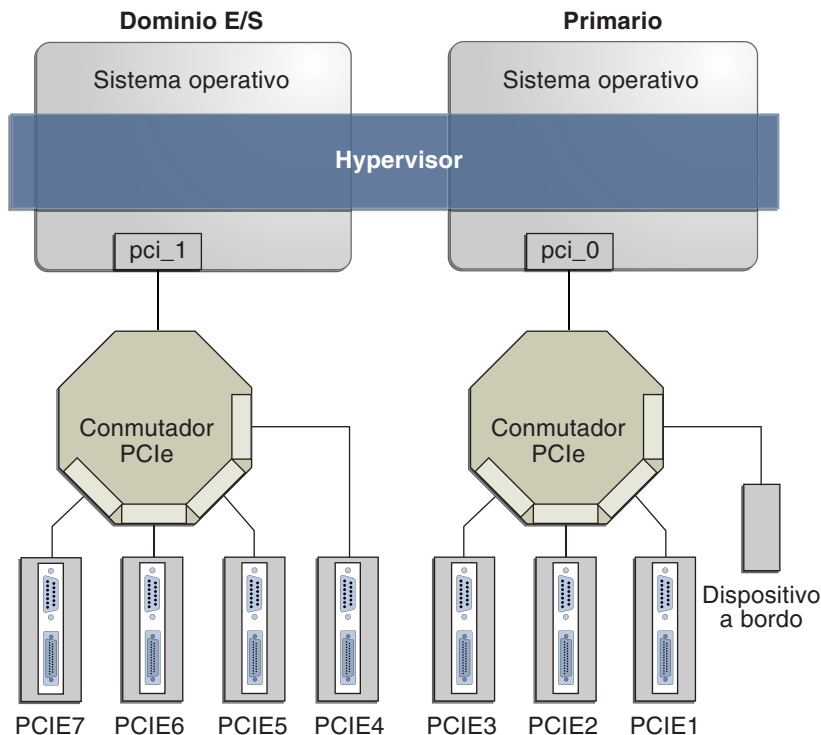 Dominio E/S
Primario
Sistema operativo
Sistema operativo
Hypervisor
pci_1
pci_0
Conmutador
PCIe
Conmutador
PCIe
Dispositivo
a bordo
PCIE7
PCIE6
PCIE5
PCIE4
PCIE3
PCIE2
PCIE1